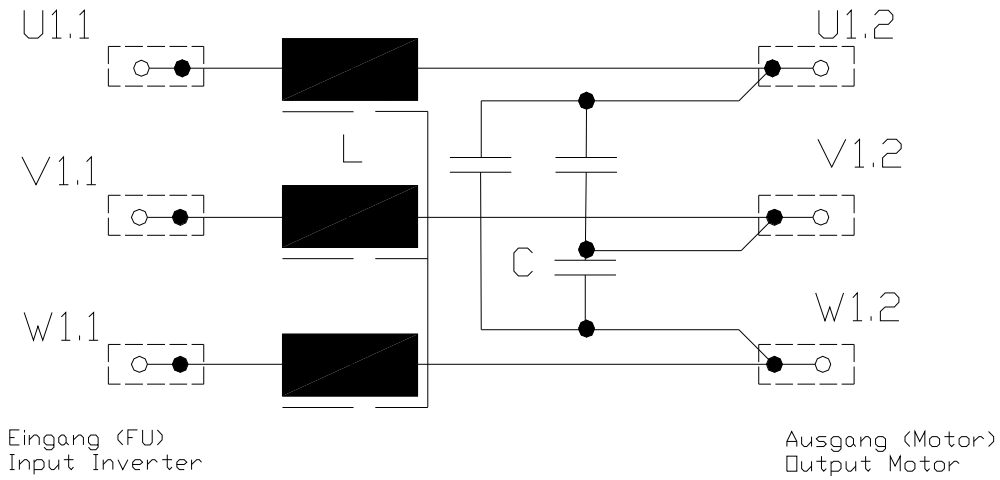 U1.1
U1.2
L
V1.1
V1.2
C
W1.1
W1.2
Eingang (FU)
Input Inverter
Ausgang (Motor)
Output Motor